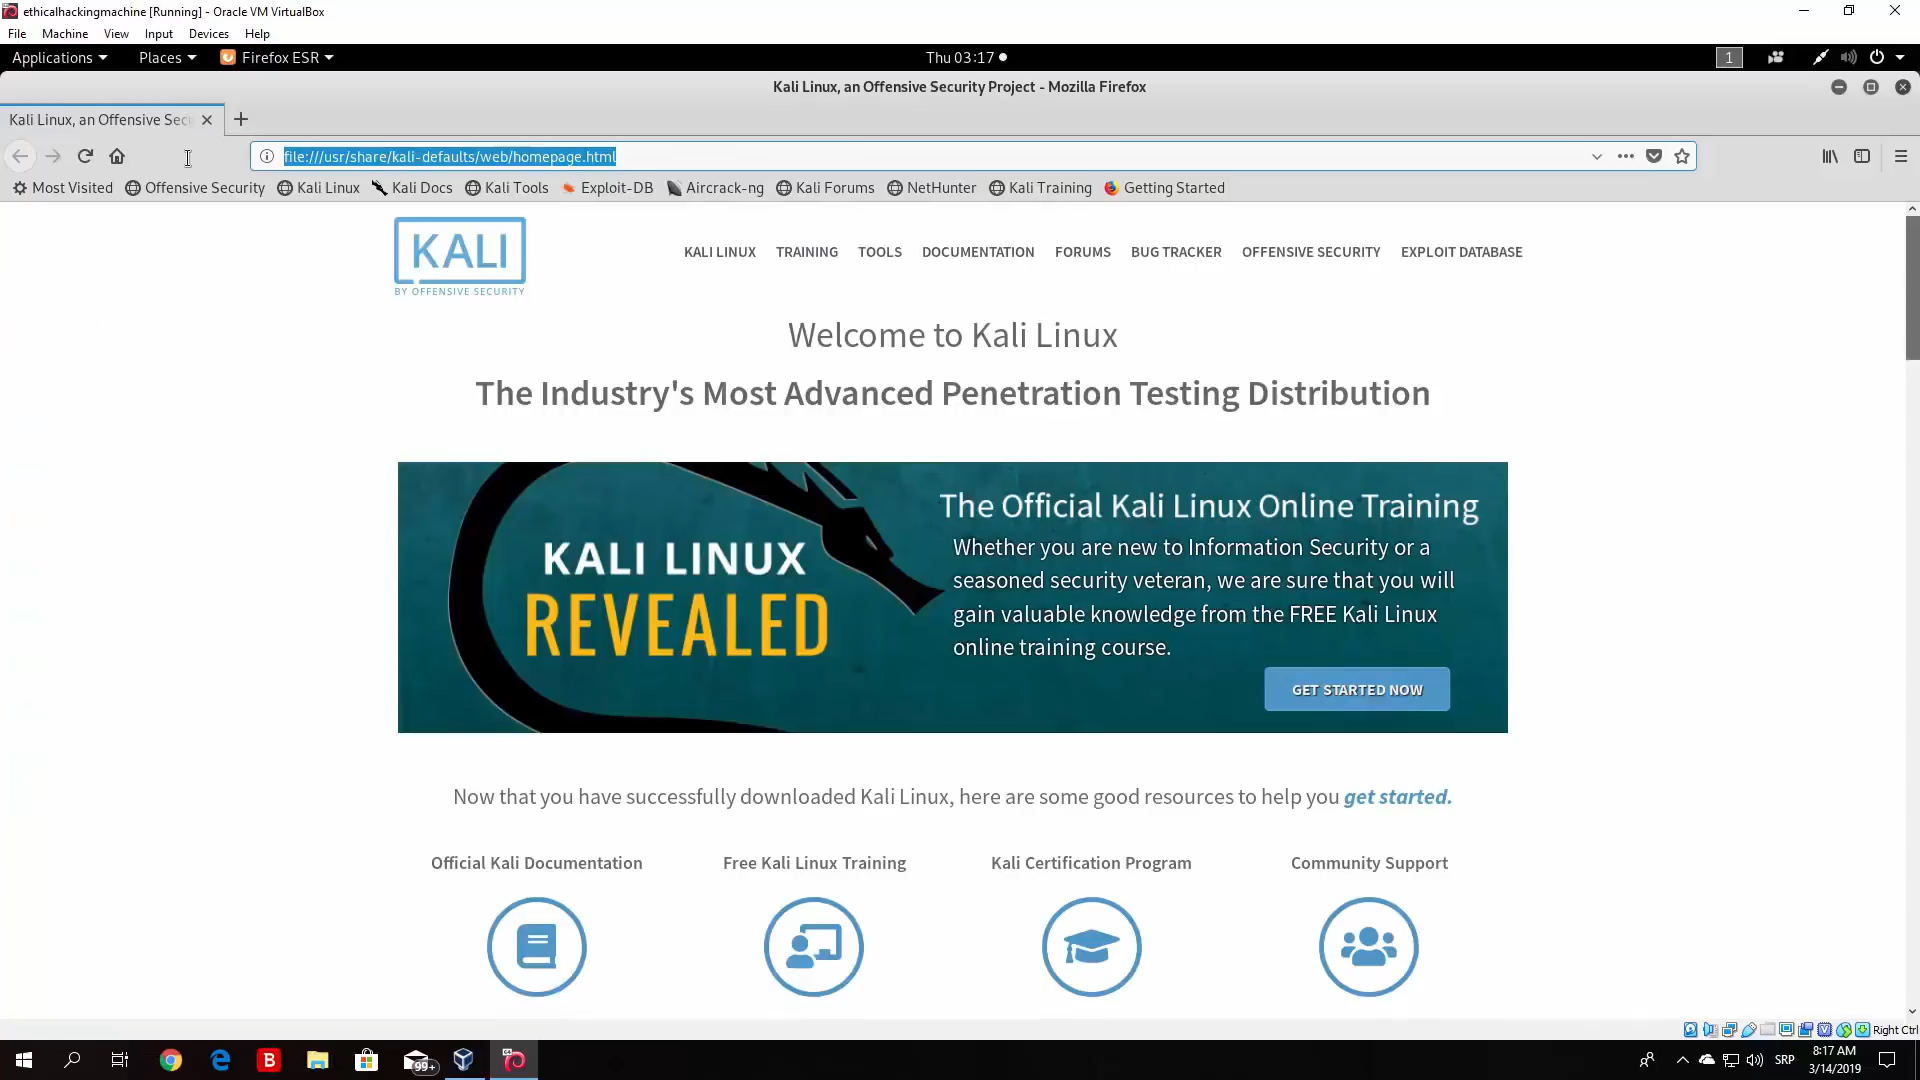 ethicalhackingmachine [Running] - Oracle VM VirtualBox
File Machine View Input Devices Help
Applications Places Firefox ESR Thu 03:17 1
Kali Linux, an Offensive Security Project - Mozilla Firefox
Kali Linux, an Offensive Sec
file:///usr/share/kali-defaults/web/homepage.html
Most Visited Offensive Security Kali Linux Kali Docs Kali Tools Exploit-DB Aircrack-ng Kali Forums NetHunter Kali Training Getting Started
KALI
BY OFFENSIVE SECURITY
KALI LINUX TRAINING TOOLS DOCUMENTATION FORUMS BUG TRACKER OFFENSIVE SECURITY EXPLOIT DATABASE
Welcome to Kali Linux
The Industry's Most Advanced Penetration Testing Distribution
KALI LINUX
REVEALED
The Official Kali Linux Online Training
Whether you are new to Information Security or a
seasoned security veteran, we are sure that you will
gain valuable knowledge from the FREE Kali Linux
online training course.
GET STARTED NOW
Now that you have successfully downloaded Kali Linux, here are some good resources to help you get started.
Official Kali Documentation Free Kali Linux Training Kali Certification Program Community Support
Right Ctrl
B 99+ SRP 8:17 AM
3/14/2019